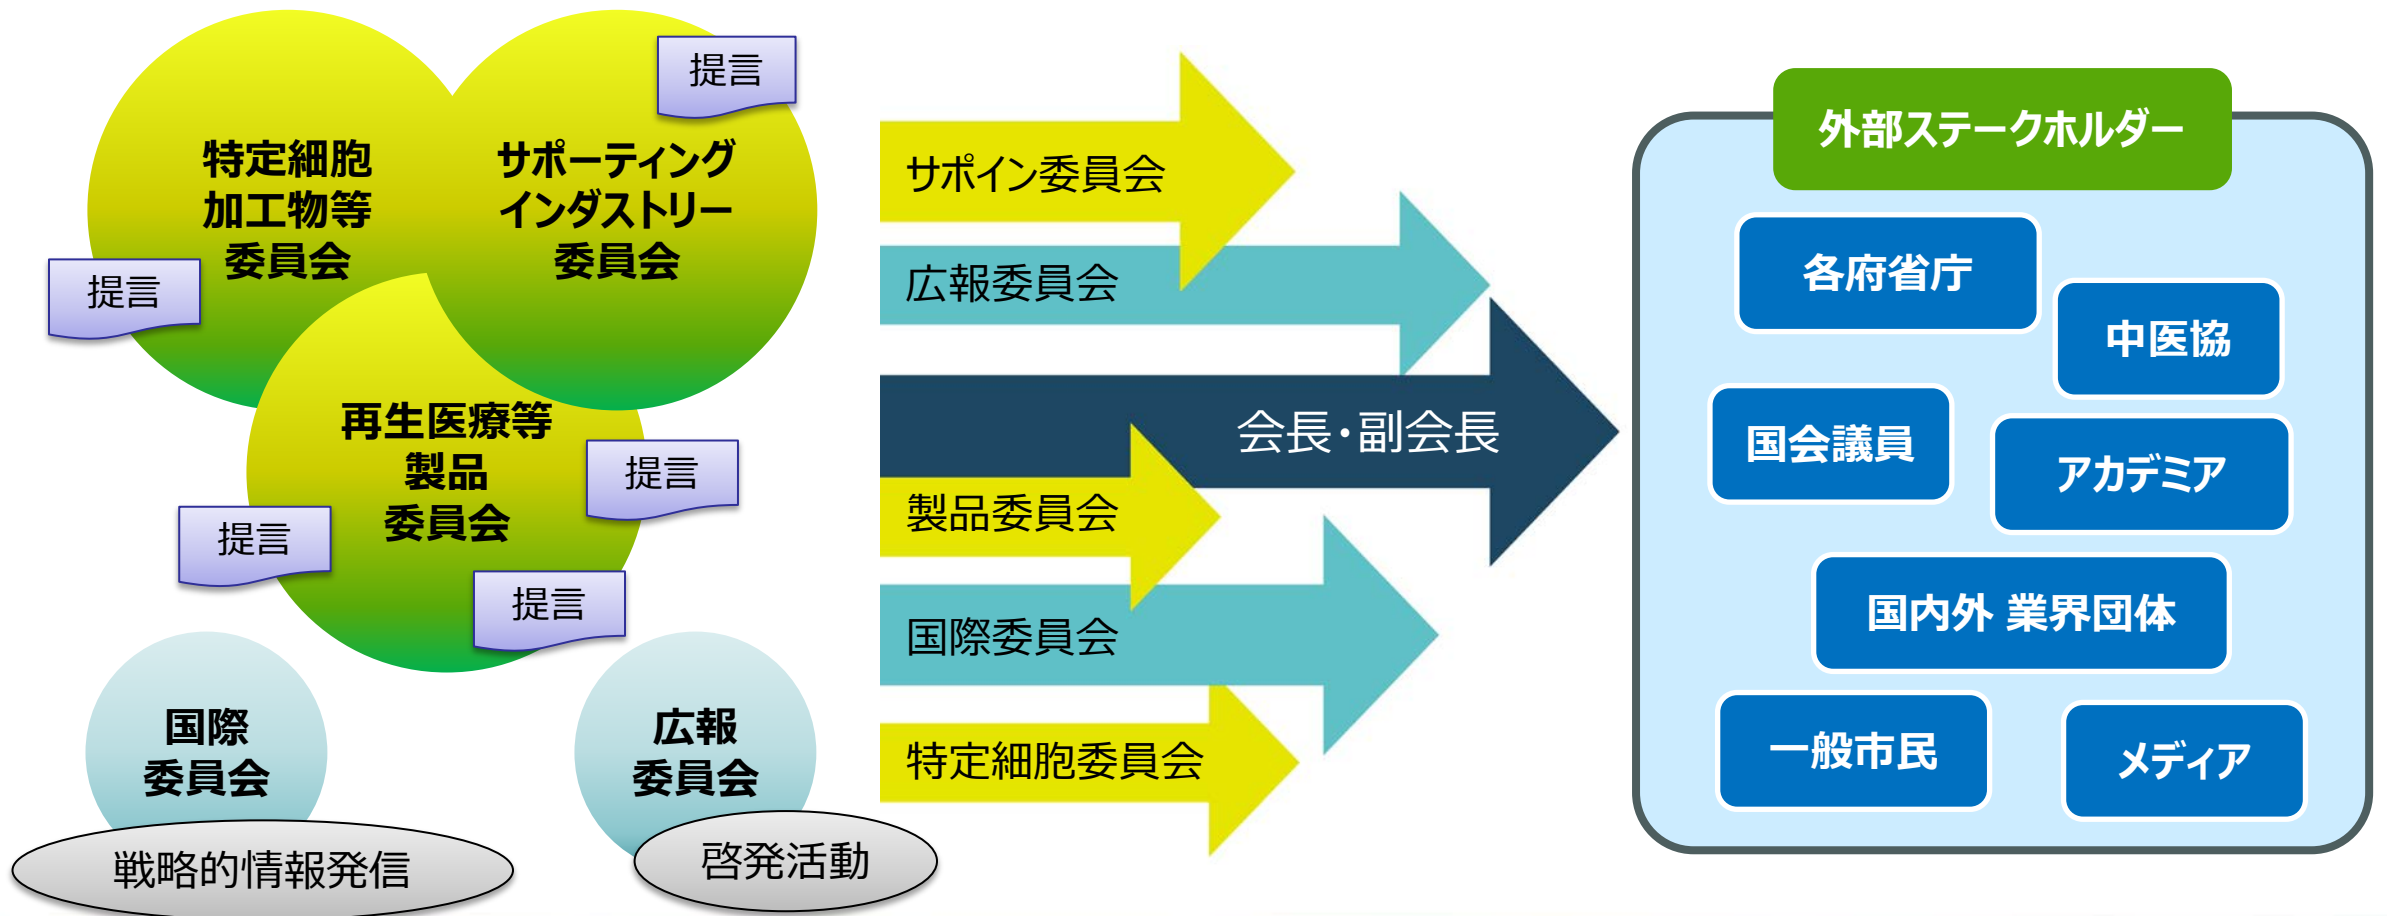 提言
特定細胞
加工物等
委員会
サポーティング
インダストリー
委員会
提言
再生医療等
製品
委員会
提言
提言
提言
国際
委員会
広報
委員会
戦略的情報発信
啓発活動
サポイン委員会
広報委員会
会長・副会長
製品委員会
国際委員会
特定細胞委員会
外部ステークホルダー
各府省庁
中医協
国会議員
アカデミア
国内外 業界団体
一般市民
メディア